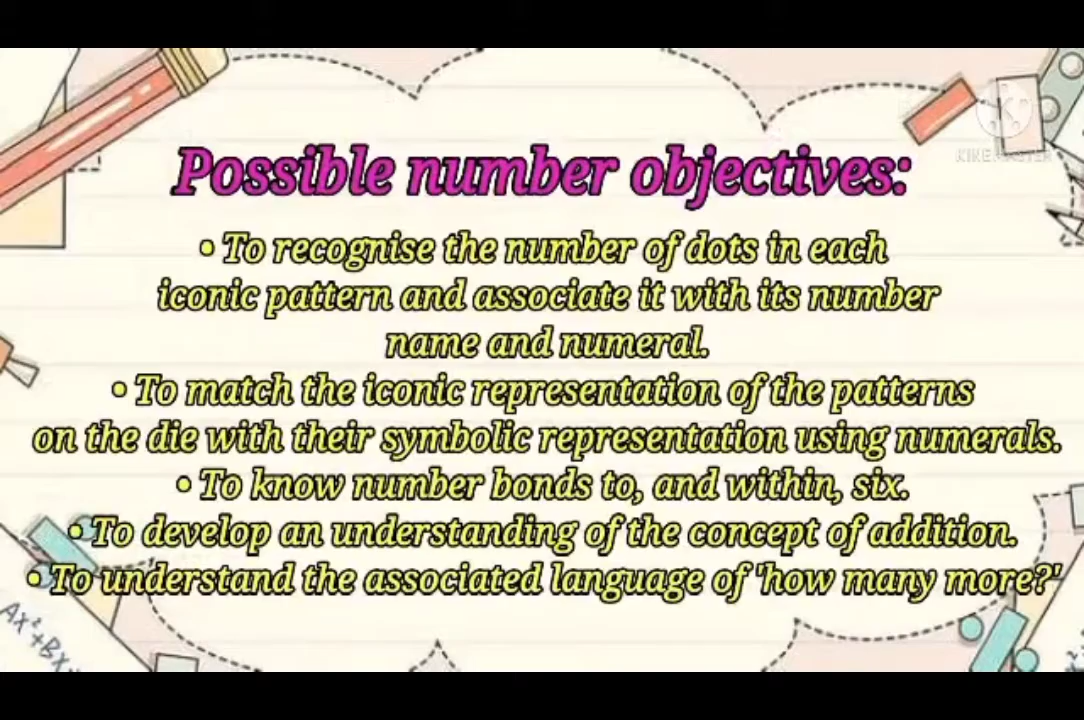 KINEMASTER
Possible number objectives:
• To recognise the number of dots in each
iconic pattern and associate it with its number
name and numeral.
• To match the iconic representation of the patterns
on the die with their symbolic representation using numerals.
• To know number bonds to, and within, six.
• To develop an understanding of the concept of addition.
• To understand the associated language of 'how many more?'